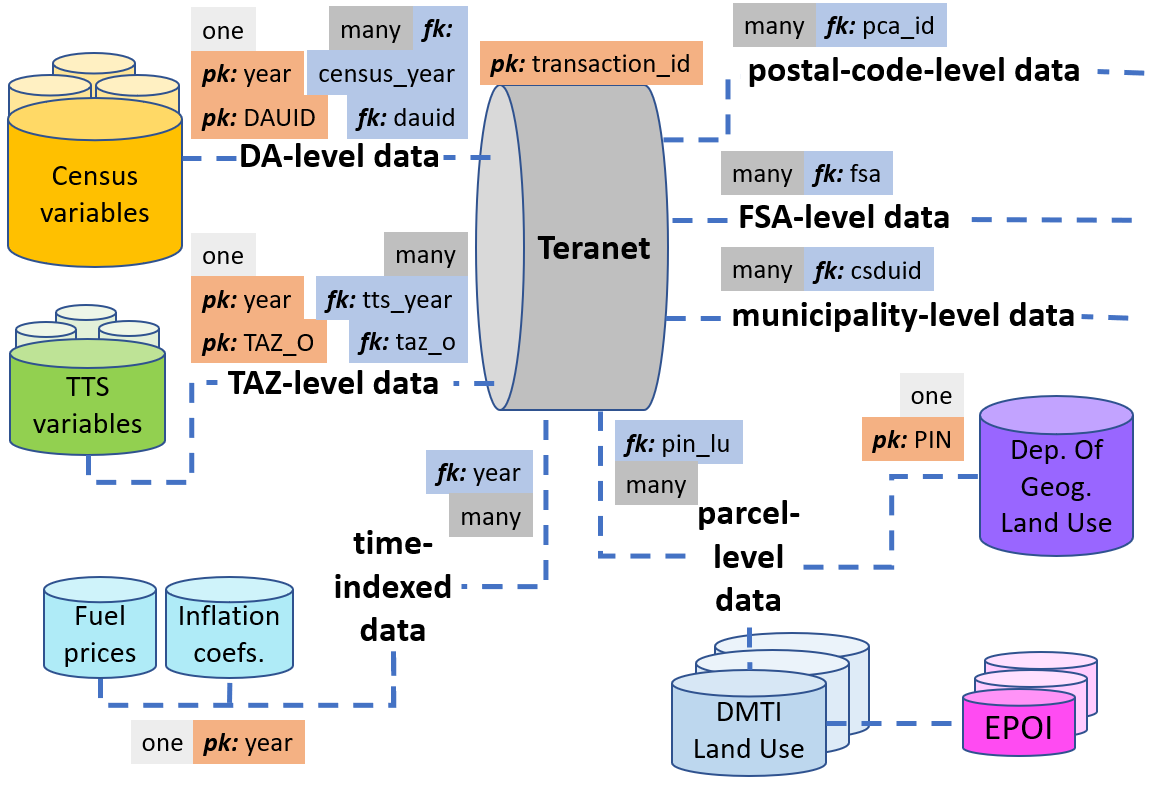 one
many fk:
pk: year census_year
pk: DAUID fk: dauid
DA-level data
Census
variables
pk: transaction_id
Teranet
many fk: pca_id
postal-code-level data
many fk: fsa
FSA-level data
many fk: csduid
municipality-level data
one many
pk: year fk: tts_year
pk: TAZ_O fk: taz_o
TAZ-level data
TTS
variables
fk: year
many
time-
indexed
data
Fuel
prices
Inflation
coefs.
one pk: year
fk: pin_lu
many
parcel-
level
data
one
pk: PIN
Dep. Of
Geog.
Land Use
DMTI
Land Use
EPOI